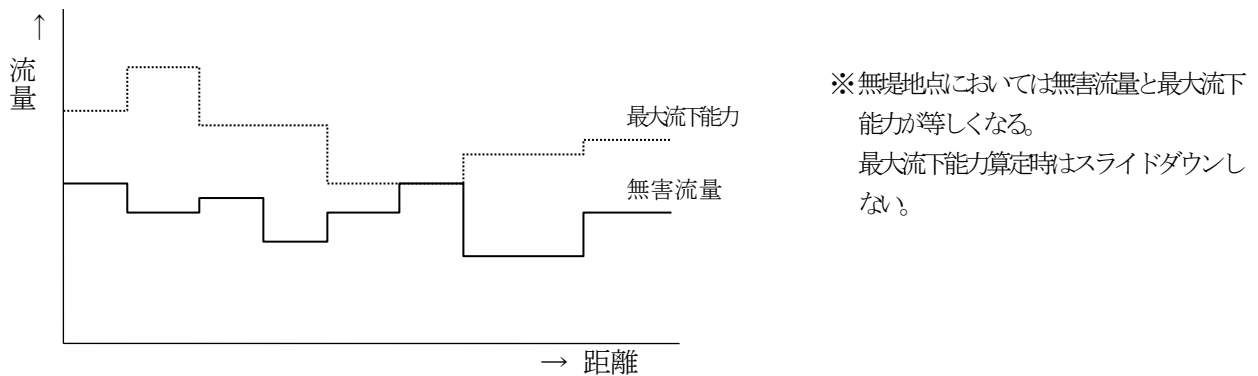 ↑
流量
最大流下能力
無害流量
→ 距離
※無堤地点においては無害流量と最大流下
能力が等しくなる。
最大流下能力算定時はスライドダウンし
ない。